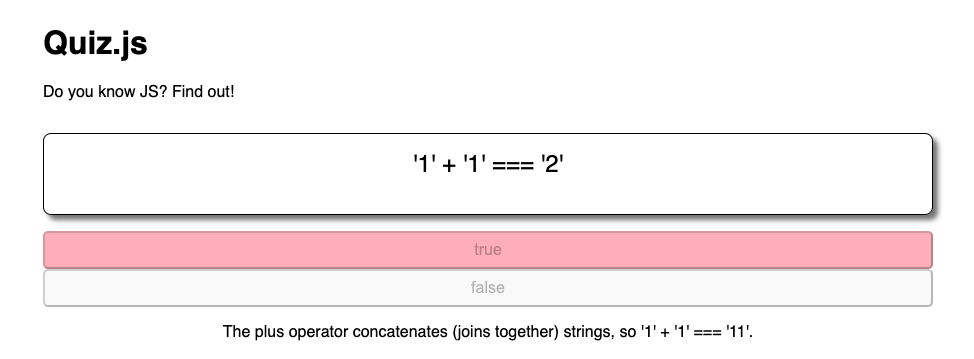 Quiz.js
Do you know JS? Find out!
'1' + '1' === '2'
true
false
The plus operator concatenates (joins together) strings, so '1' + '1' === '11'.